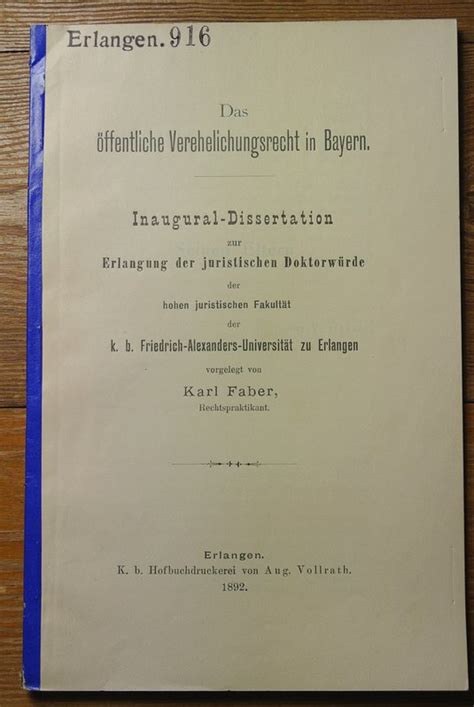 Erlangen. 916
Das
öffentliche Verehelichungsrecht in Bayern.
Inaugural-Dissertation
zur
Erlangung der juristischen Doktorwürde
der
hohen juristischen Fakultät
der
k. b. Friedrich-Alexanders-Universität zu Erlangen
vorgelegt von
Karl Faber,
Rechtspraktikant.
Erlangen.
K. b. Hofbuchdruckerei von Aug. Vollrath.
1892.